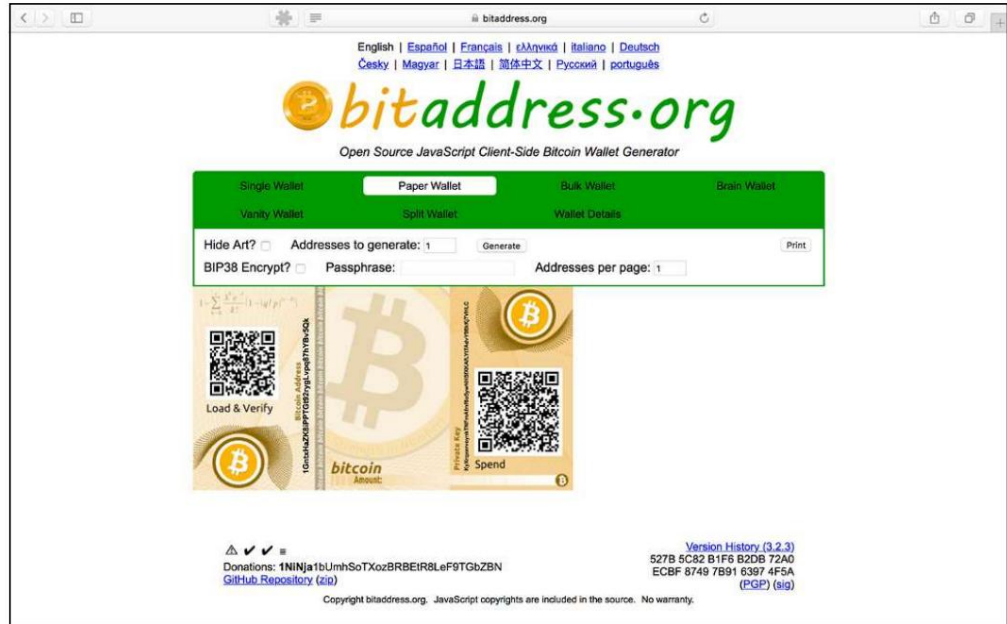 bitaddress.org
English | Español | Français | ελληνικά | italiano | Deutsch
Česky | Magyar | 日本語 | 简体中文 | Русский | português
bitaddress.org
Open Source JavaScript Client-Side Bitcoin Wallet Generator
Single Wallet Paper Wallet Bulk Wallet Brain Wallet
Vanity Wallet Split Wallet Wallet Details
Hide Art? Addresses to generate: 1 Generate Print
BIP38 Encrypt? Passphrase: Addresses per page: 1
Bitcoin Address
Load & Verify
bitcoin
Amount:
Private Key
Spend
Donations: 1NiNja1bUmhSoTXozBRBEtR8LeF9TGbZBN
GitHub Repository (zip)
Version History (3.2.3)
527B 5C82 B1F6 B2DB 72A0
ECBF 8749 7B91 6397 4F5A
(PGP) (sig)
Copyright bitaddress.org. JavaScript copyrights are included in the source. No warranty.